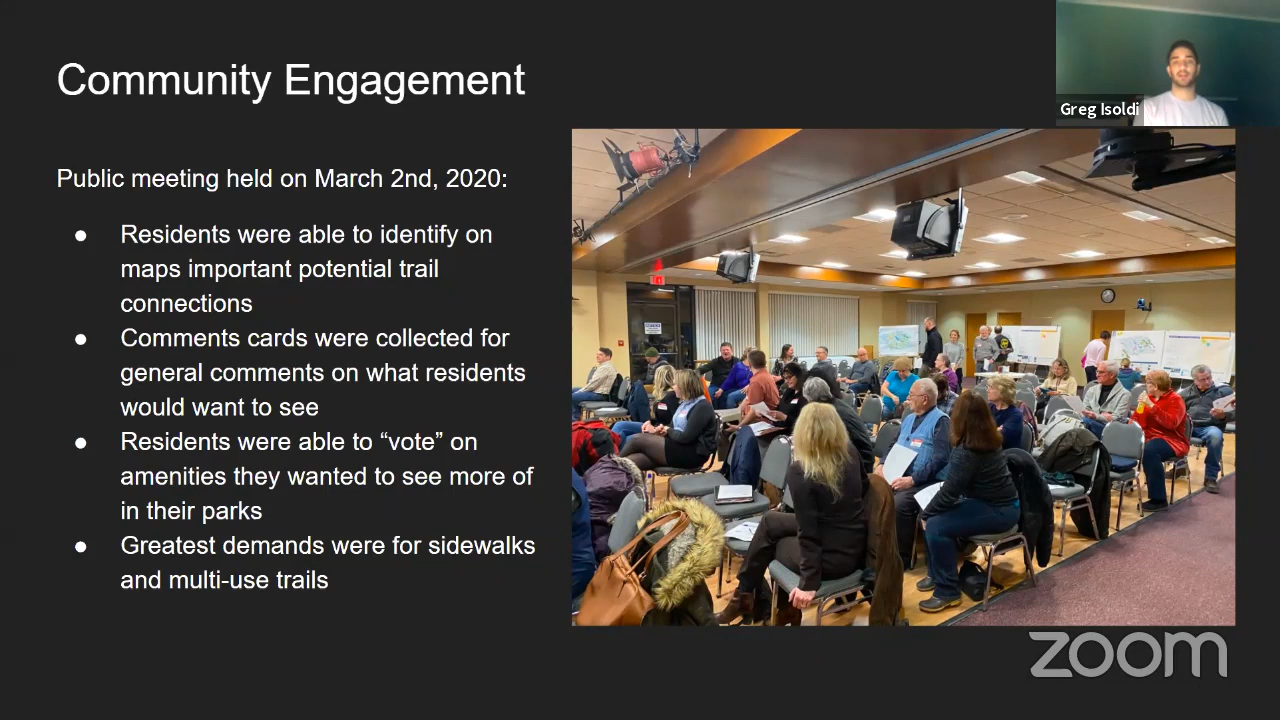 Community Engagement
Greg Isoldi
Public meeting held on March 2nd, 2020:
● Residents were able to identify on
maps important potential trail
connections
● Comments cards were collected for
general comments on what residents
would want to see
● Residents were able to “vote” on
amenities they wanted to see more of
in their parks
● Greatest demands were for sidewalks
and multi-use trails
zoom